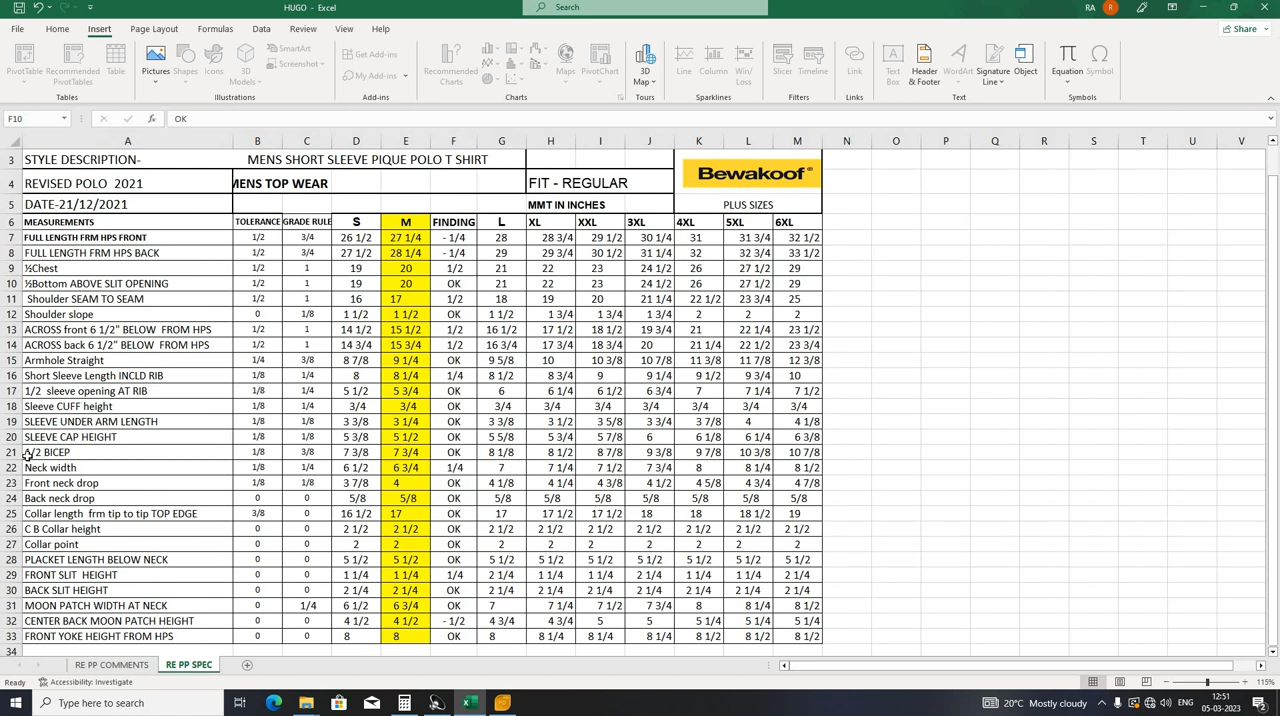 HUGO - Excel
Search
RA R
File Home Insert Page Layout Formulas Data Review View Help Share
PivotTable Recommended PivotTables Table
Pictures Shapes Icons 3D Models
SmartArt
Screenshot
Get Add-ins
My Add-ins
Recommended Charts
Maps PivotChart
3D Map
Line Column Win/Loss
Slicer Timeline
Link
Text Box Header & Footer WordArt Signature Line Object
Equation Symbol
Tables Illustrations Add-ins Charts Tours Sparklines Filters Links Text Symbols
F10 OK
A B C D E F G H I J K L M N O P Q R S T U V
3 STYLE DESCRIPTION- MENS SHORT SLEEVE PIQUE POLO T SHIRT
Bewakoof®
4 REVISED POLO 2021 MENS TOP WEAR FIT - REGULAR
5 DATE-21/12/2021 MMT IN INCHES PLUS SIZES
6 MEASUREMENTS TOLERANCE GRADE RULE S M FINDING L XL XXL 3XL 4XL 5XL 6XL
7 FULL LENGTH FRM HPS FRONT 1/2 3/4 26 1/2 27 1/4 - 1/4 28 28 3/4 29 1/2 30 1/4 31 31 3/4 32 1/2
8 FULL LENGTH FRM HPS BACK 1/2 3/4 27 1/2 28 1/4 - 1/4 29 29 3/4 30 1/2 31 1/4 32 32 3/4 33 1/2
9 ½Chest 1/2 1 19 20 1/2 21 22 23 24 1/2 26 27 1/2 29
10 ½Bottom ABOVE SLIT OPENING 1/2 1 19 20 OK 21 22 23 24 1/2 26 27 1/2 29
11 Shoulder SEAM TO SEAM 1/2 1 16 17 1/2 18 19 20 21 1/4 22 1/2 23 3/4 25
12 Shoulder slope 0 1/8 1 1/2 1 1/2 OK 1 1/2 1 3/4 1 3/4 1 3/4 2 2 2
13 ACROSS front 6 1/2" BELOW FROM HPS 1/2 1 14 1/2 15 1/2 1/2 16 1/2 17 1/2 18 1/2 19 3/4 21 22 1/4 23 1/2
14 ACROSS back 6 1/2" BELOW FROM HPS 1/2 1 14 3/4 15 3/4 OK 16 3/4 17 3/4 18 3/4 20 21 1/4 22 1/2 23 3/4
15 Armhole Straight 1/4 3/8 8 7/8 9 1/4 OK 9 5/8 10 10 3/8 10 7/8 11 3/8 11 7/8 12 3/8
16 Short Sleeve Length INCLD RIB 1/8 1/4 8 8 1/4 OK 8 1/2 8 3/4 9 9 1/4 9 1/2 9 3/4 10
17 1/2 sleeve opening AT RIB 1/8 1/4 5 1/2 5 3/4 OK 6 6 1/4 6 1/2 6 3/4 7 7 1/4 7 1/2
18 Sleeve CUFF height 1/8 1/4 3/4 3/4 OK 3/4 3/4 3/4 3/4 3/4 3/4 3/4
19 SLEEVE UNDER ARM LENGTH 1/8 1/8 3 3/8 3 1/4 OK 3 3/8 3 1/2 3 5/8 3 3/4 3 7/8 4 4 1/8
20 SLEEVE CAP HEIGHT 1/8 1/8 5 3/8 5 1/2 OK 5 5/8 5 3/4 5 7/8 6 6 1/8 6 1/4 6 3/8
21 1/2 BICEP 1/8 3/8 7 3/8 7 3/4 OK 8 1/8 8 1/2 8 7/8 9 3/8 9 7/8 10 3/8 10 7/8
22 Neck width 1/8 1/4 6 1/2 6 3/4 1/4 7 7 1/4 7 1/2 7 3/4 8 8 1/4 8 1/2
23 Front neck drop 1/8 1/8 3 7/8 4 OK 4 1/8 4 1/4 4 3/8 4 1/2 4 5/8 4 3/4 4 7/8
24 Back neck drop 0 0 5/8 5/8 OK 5/8 5/8 5/8 5/8 5/8 5/8 5/8
25 Collar length frm tip to tip TOP EDGE 3/8 0 16 1/2 17 OK 17 17 1/2 17 1/2 18 18 18 1/2 19
26 C B Collar height 0 0 2 1/2 2 1/2 OK 2 1/2 2 1/2 2 1/2 2 1/2 2 1/2 2 1/2 2 1/2
27 Collar point 0 0 2 2 OK 2 2 2 2 2 2 2
28 PLACKET LENGTH BELOW NECK 0 0 5 1/2 5 1/2 OK 5 1/2 5 1/2 5 1/2 5 1/2 5 1/2 5 1/2 5 1/2
29 FRONT SLIT HEIGHT 0 0 1 1/4 1 1/4 1/4 2 1/4 1 1/4 1 1/4 1 1/4 1 1/4 1 1/4 1 1/4
30 BACK SLIT HEIGHT 0 0 2 1/4 2 1/4 OK 2 1/4 2 1/4 2 1/4 2 1/4 2 1/4 2 1/4 2 1/4
31 MOON PATCH WIDTH AT NECK 0 1/4 6 1/2 6 3/4 OK 7 7 1/4 7 1/2 7 3/4 8 8 1/4 8 1/2
32 CENTER BACK MOON PATCH HEIGHT 0 0 4 1/2 4 1/2 - 1/2 4 3/4 4 3/4 5 5 5 1/4 5 1/4 5 1/4
33 FRONT YOKE HEIGHT FROM HPS 0 0 8 8 OK 8 8 1/4 8 1/4 8 1/4 8 1/2 8 1/2 8 1/2
34
RE PP COMMENTS RE PP SPEC
Ready Accessibility: Investigate 115%
Type here to search 20°C Mostly clear ENG 12:51
05-03-2023